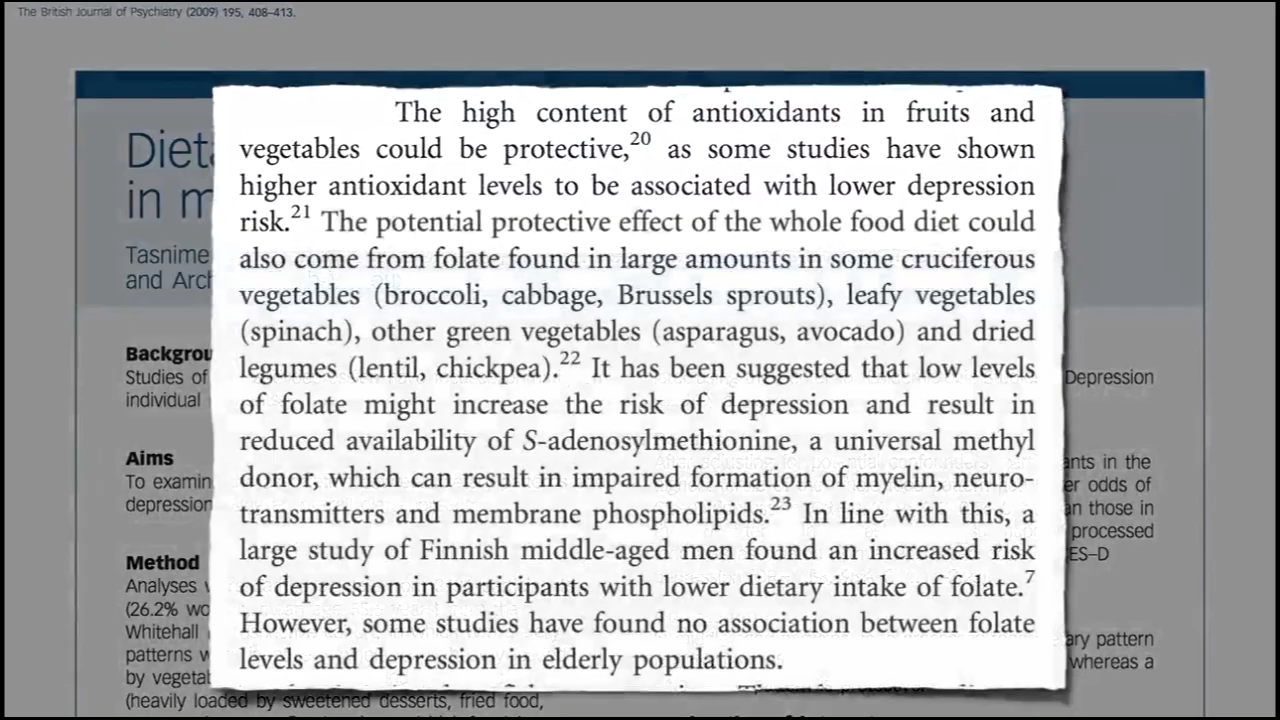 The British Journal of Psychiatry (2009) 195, 408–413.
The high content of antioxidants in fruits and
vegetables could be protective,20 as some studies have shown
higher antioxidant levels to be associated with lower depression
risk.21 The potential protective effect of the whole food diet could
also come from folate found in large amounts in some cruciferous
vegetables (broccoli, cabbage, Brussels sprouts), leafy vegetables
(spinach), other green vegetables (asparagus, avocado) and dried
legumes (lentil, chickpea).22 It has been suggested that low levels
of folate might increase the risk of depression and result in
reduced availability of S-adenosylmethionine, a universal methyl
donor, which can result in impaired formation of myelin, neuro-
transmitters and membrane phospholipids.23 In line with this, a
large study of Finnish middle-aged men found an increased risk
of depression in participants with lower dietary intake of folate.7
However, some studies have found no association between folate
levels and depression in elderly populations.
in m
Tasnime
and Arch
Studies of
Depression
individual
Aims
To examin
ants in the
er odds of
depression
an those in
processed
ES–D
Method
Analyses
(26.2% wo
Whitehall
ary pattern
patterns w
whereas a
by vegetab
(heavily loaded by sweetened desserts, fried food,